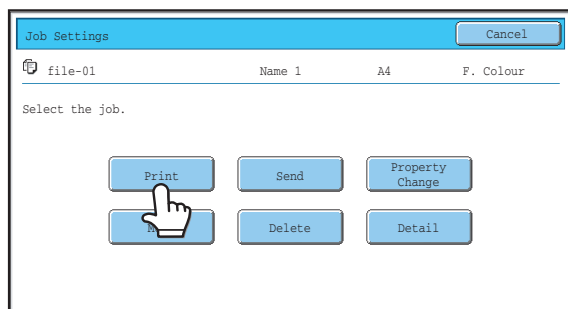 Job Settings Cancel
file-01 Name 1 A4 F. Colour
Select the job.
Print Send Property
Change
Delete Detail